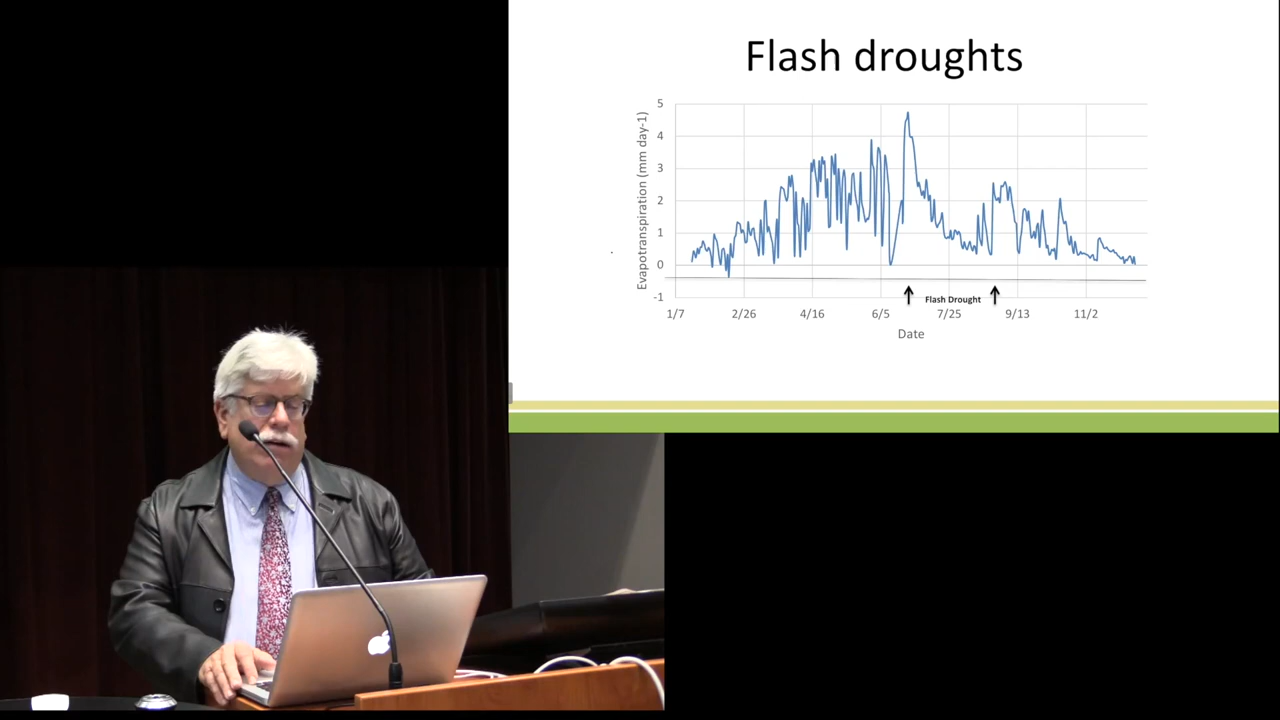 Flash droughts
Evapotranspiration (mm day-1)
5
4
3
2
1
0
-1
Flash Drought
1/7 2/26 4/16 6/5 7/25 9/13 11/2
Date